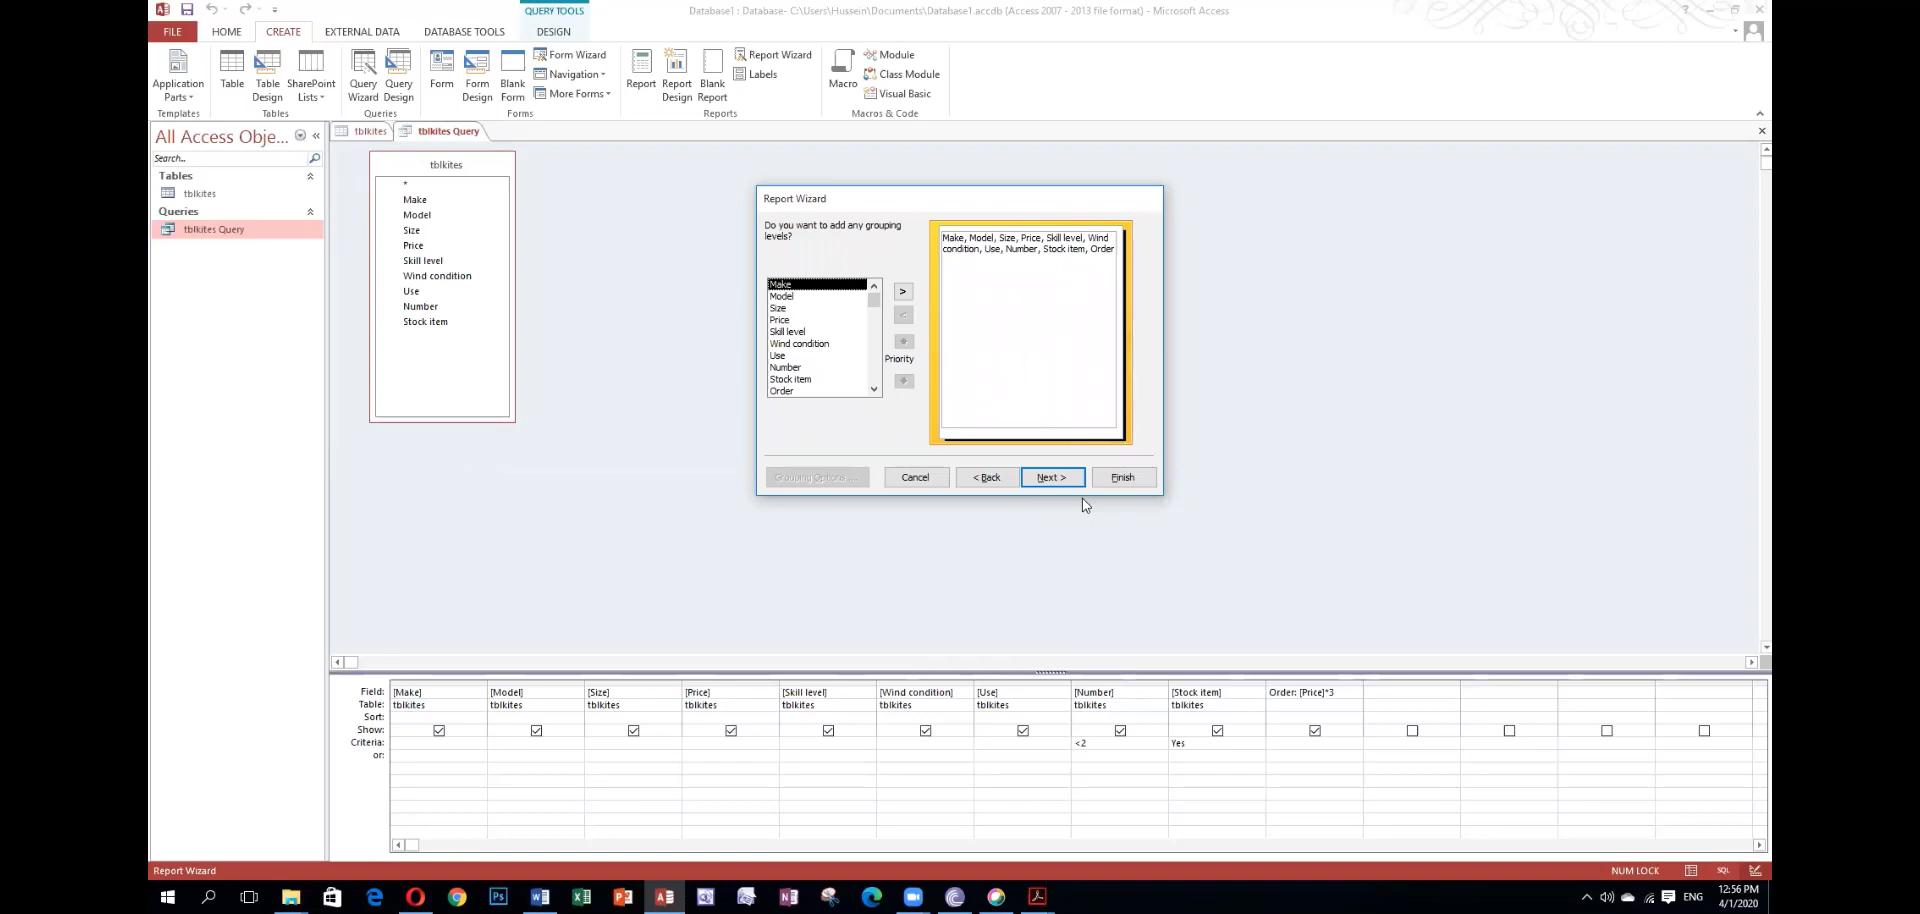 QUERY TOOLS
Database1 : Database- C:\Users\Hussein\Documents\Database1.accdb (Access 2007 - 2013 file format) - Microsoft Access
FILE HOME CREATE EXTERNAL DATA DATABASE TOOLS DESIGN
Application Parts
Templates
Table
Table Design
SharePoint Lists
Tables
Query Wizard
Query Design
Queries
Form
Form Design
Blank Form
Form Wizard
Navigation
More Forms
Forms
Report
Report Design
Blank Report
Report Wizard
Labels
Reports
Macro
Module
Class Module
Visual Basic
Macros & Code
All Access Obje...
Search...
Tables
tblkites
Queries
tblkites Query
tblkites
tblkites Query
tblkites
*
Make
Model
Size
Price
Skill level
Wind condition
Use
Number
Stock item
Report Wizard
Do you want to add any grouping
levels?
Make
Model
Size
Price
Skill level
Wind condition
Use
Number
Stock item
Order
>
<
Priority
Make, Model, Size, Price, Skill level, Wind
condition, Use, Number, Stock item, Order
Grouping Options ...
Cancel
< Back
Next >
Finish
Field: [Make] [Model] [Size] [Price] [Skill level] [Wind condition] [Use] [Number] [Stock item] Order: [Price]*3
Table: tblkites tblkites tblkites tblkites tblkites tblkites tblkites tblkites tblkites
Sort:
Show:
Criteria: <2 Yes
or:
Report Wizard
NUM LOCK
SQL
ENG
12:56 PM
4/1/2020